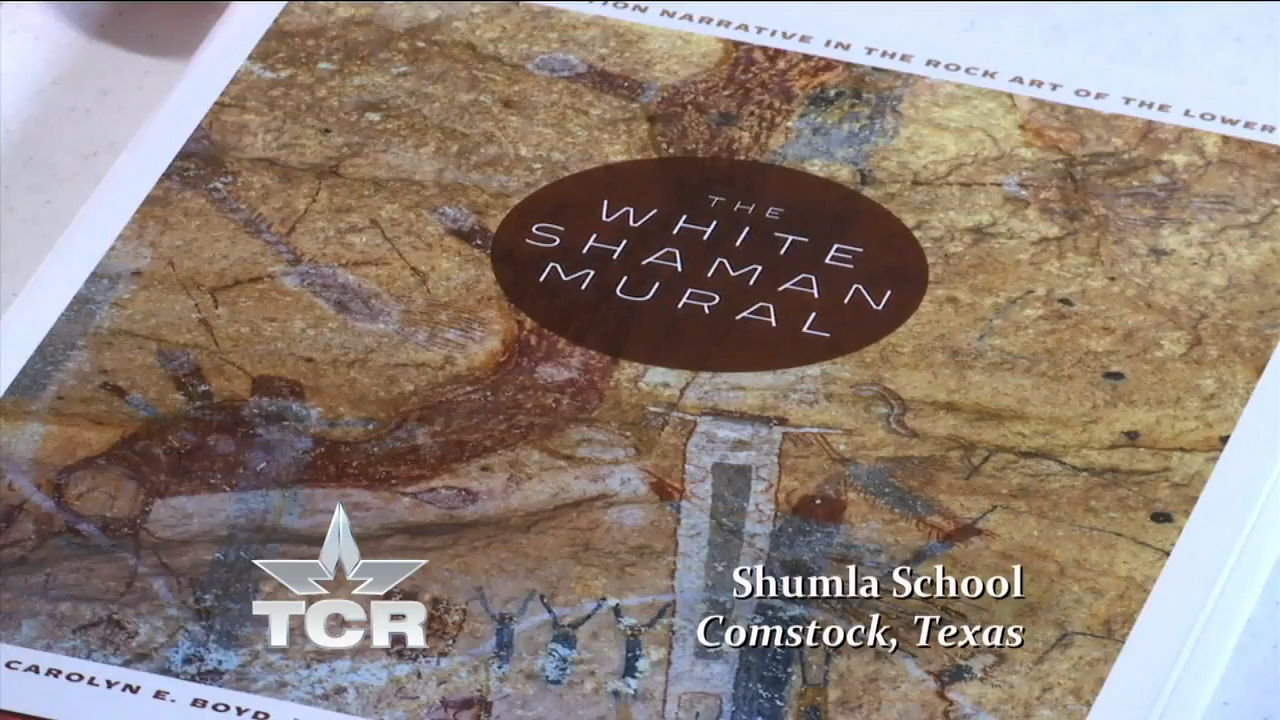 TION NARRATIVE IN THE ROCK ART OF THE LOWER
THE
WHITE
SHAMAN
MURAL
TCR
Shumla School
Comstock, Texas
CAROLYN E. BOYD